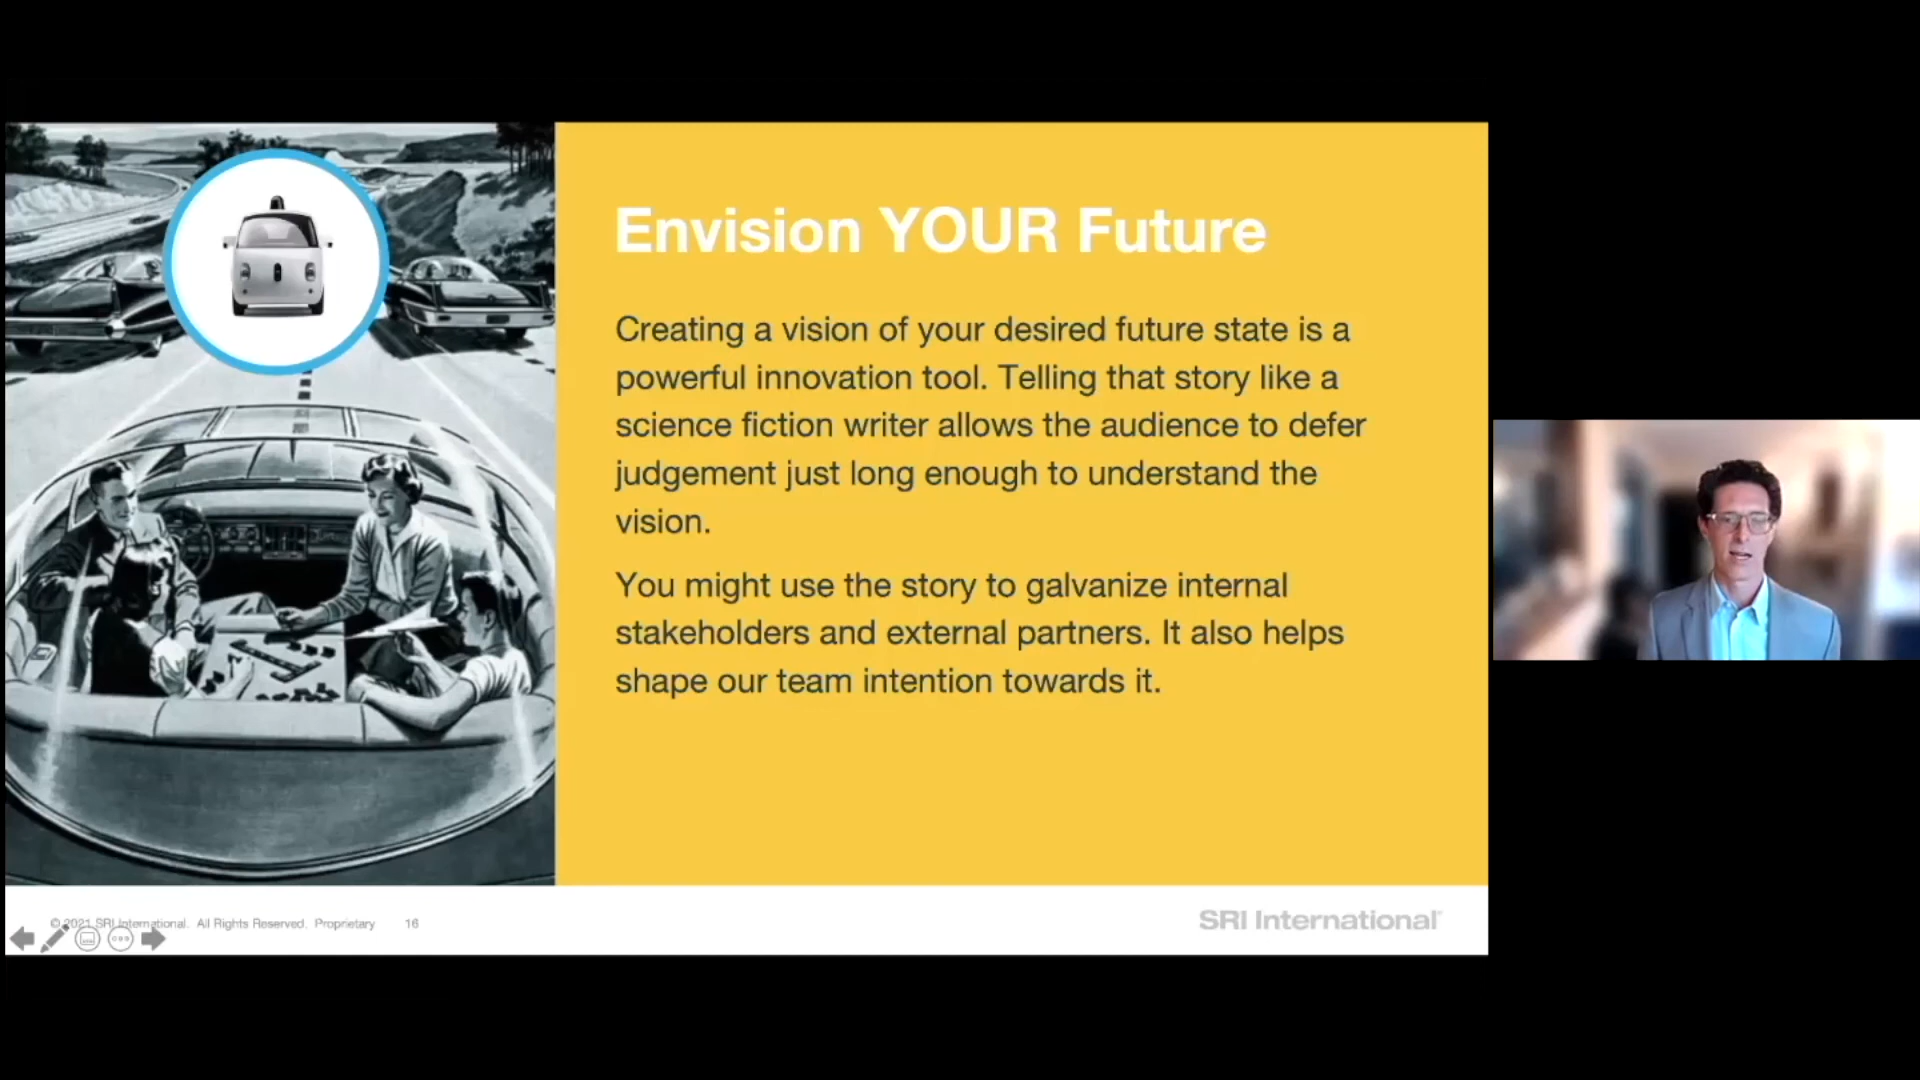 Envision YOUR Future
Creating a vision of your desired future state is a
powerful innovation tool. Telling that story like a
science fiction writer allows the audience to defer
judgement just long enough to understand the
vision.
You might use the story to galvanize internal
stakeholders and external partners. It also helps
shape our team intention towards it.
© 2021 SRI International. All Rights Reserved. Proprietary 16
SRI International